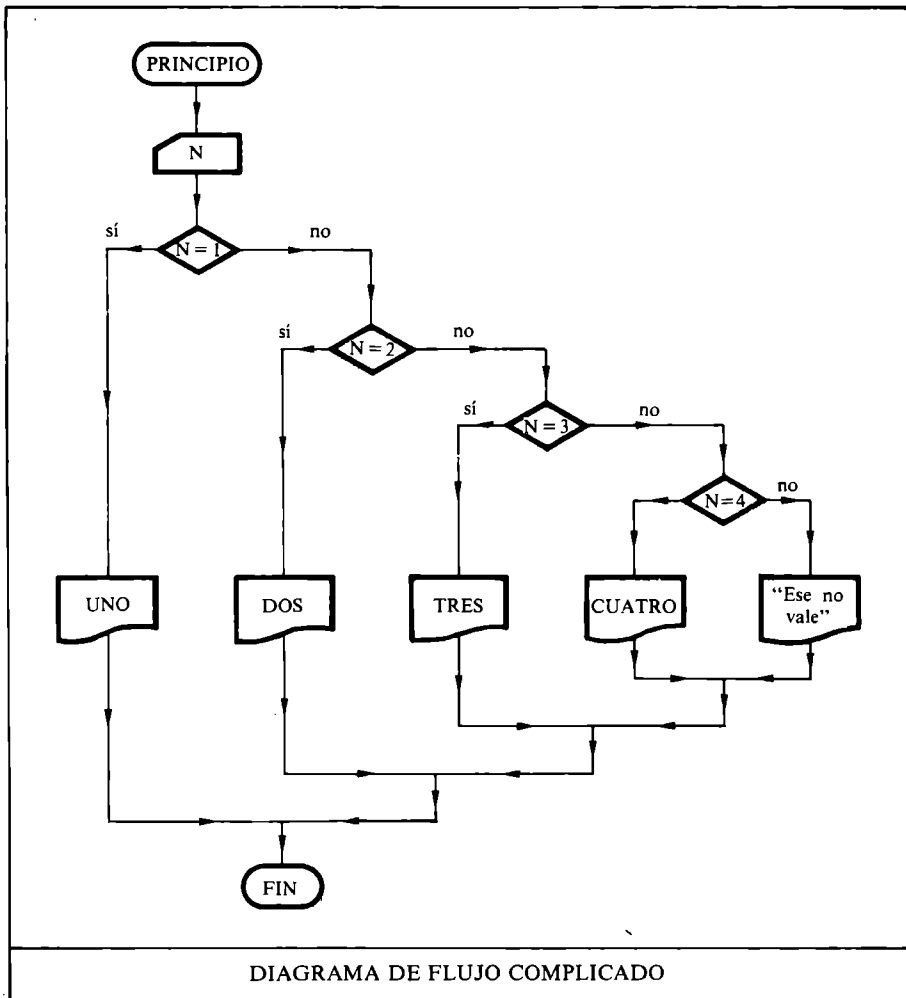 PRINCIPIO
N
sí
N = 1
no
sí
N = 2
no
sí
N = 3
no
N=4
no
UNO
DOS
TRES
CUATRO
“Ese no
vale”
FIN
DIAGRAMA DE FLUJO COMPLICADO